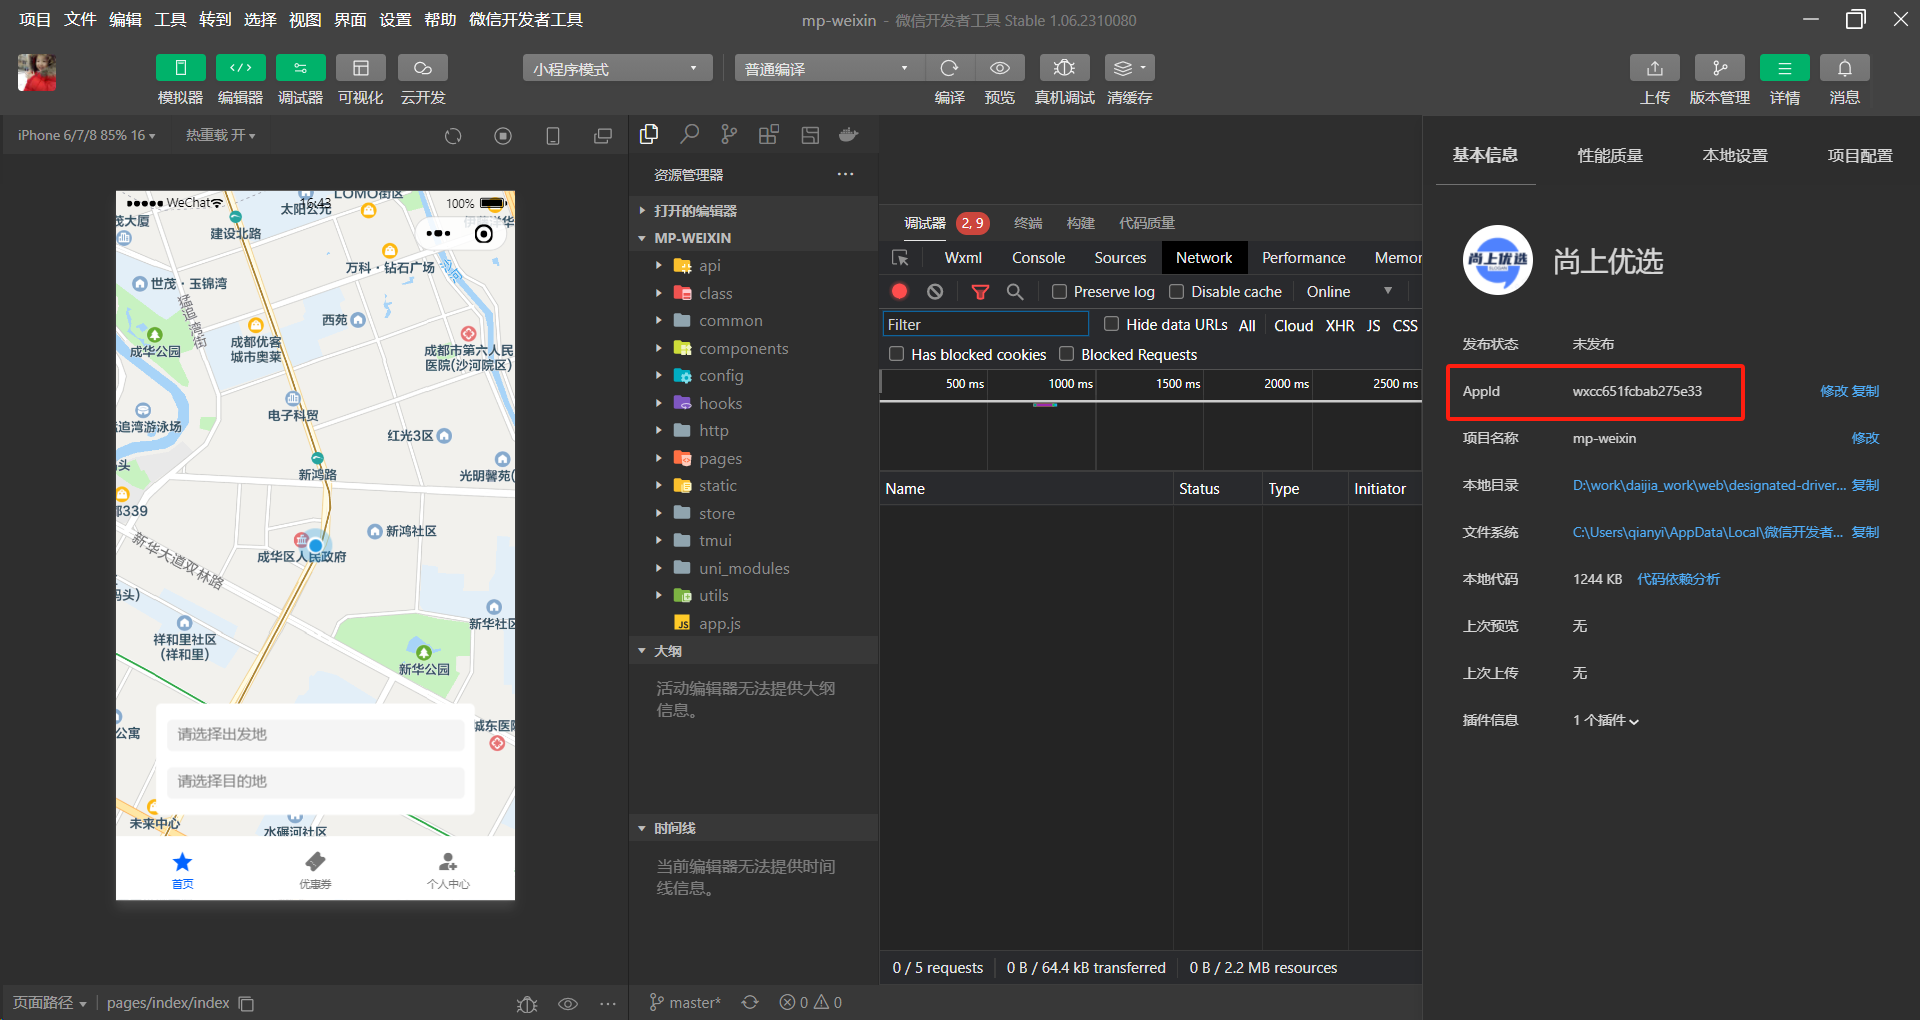 项目 文件 编辑 工具 转到 选择 视图 界面 设置 帮助 微信开发者工具
mp-weixin - 微信开发者工具 Stable 1.06.2310080
模拟器 编辑器 调试器 可视化 云开发
小程序模式
普通编译
编译 预览 真机调试 清缓存
上传 版本管理 详情 消息
iPhone 6/7/8 85% 16
热重载 开
WeChat
16:43
100%
LOMO街区
太阳公元
茂大厦
建设北路
万科·钻石广场
世茂·玉锦湾
西苑
成华公园
成都优客
城市奥莱
成都市第六人民
医院(沙河院区)
电子科贸
追湾游泳场
红光3区
新鸿路
光明馨苑(
339
新鸿社区
成华区人民政府
新华大道双林路
码头)
祥和里社区
(祥和里)
新华社区
新华公园
公寓
城东医院
请选择出发地
请选择目的地
未来中心
水碾河社区
首页
优惠券
个人中心
页面路径
pages/index/index
资源管理器
打开的编辑器
MP-WEIXIN
api
class
common
components
config
hooks
http
pages
static
store
tmui
uni_modules
utils
JS app.js
大纲
活动编辑器无法提供大纲
信息。
时间线
当前编辑器无法提供时间
线信息。
master*
0 0
调试器 2, 9 终端 构建 代码质量
Wxml Console Sources Network Performance Memor
Preserve log Disable cache Online
Filter Hide data URLs All Cloud XHR JS CSS
Has blocked cookies Blocked Requests
500 ms 1000 ms 1500 ms 2000 ms 2500 ms
Name Status Type Initiator
0 / 5 requests 0 B / 64.4 kB transferred 0 B / 2.2 MB resources
基本信息 性能质量 本地设置 项目配置
尚上优选
尚上优选
发布状态 未发布
AppId wxcc651fcbab275e33 修改 复制
项目名称 mp-weixin 修改
本地目录 D:\work\daijia_work\web\designated-driver... 复制
文件系统 C:\Users\qianyi\AppData\Local\微信开发者... 复制
本地代码 1244 KB 代码依赖分析
上次预览 无
上次上传 无
插件信息 1 个插件